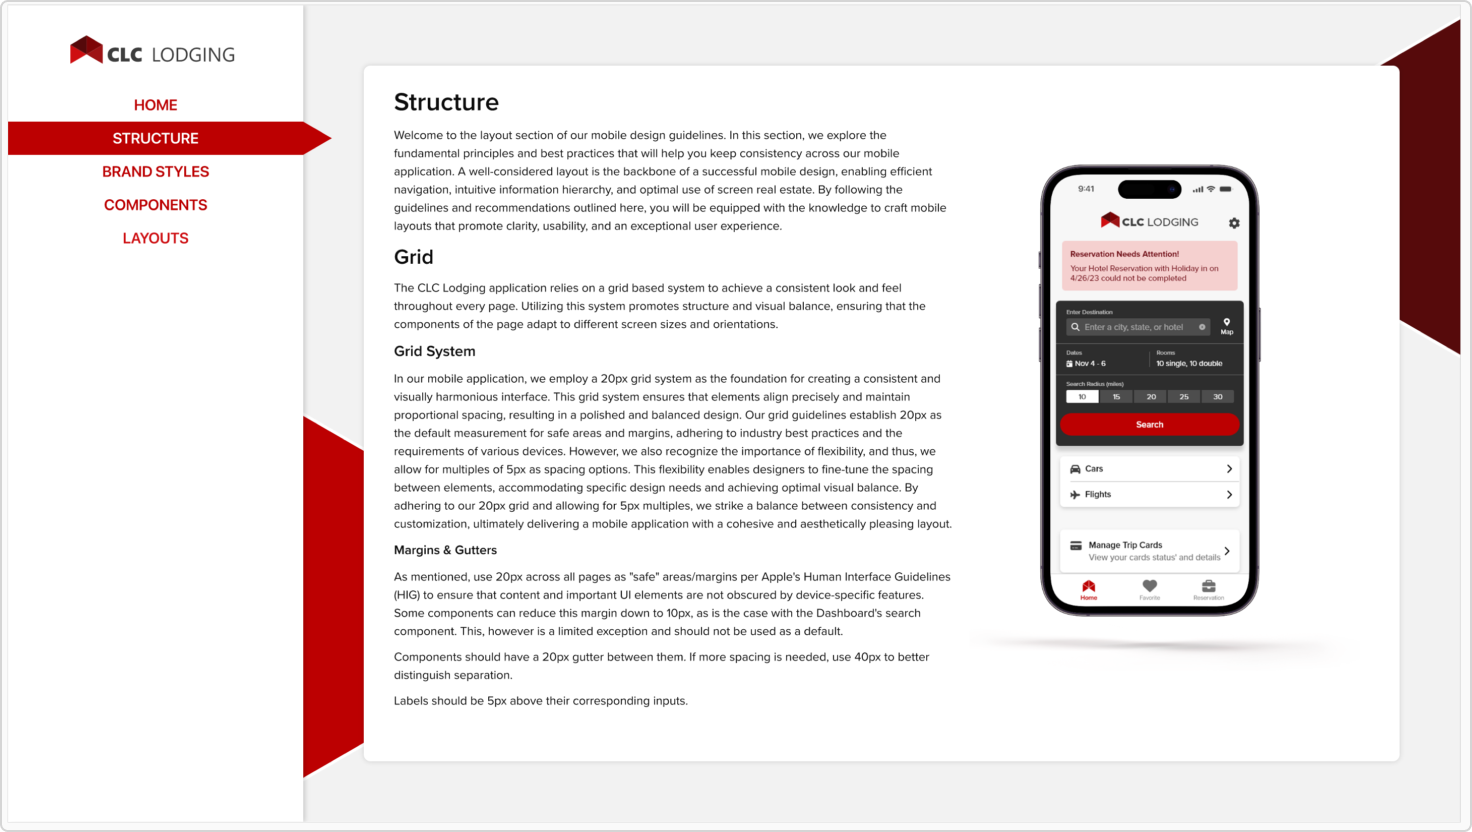 CLC LODGING
HOME
STRUCTURE
BRAND STYLES
COMPONENTS
LAYOUTS
Structure
Welcome to the layout section of our mobile design guidelines. In this section, we explore the
fundamental principles and best practices that will help you keep consistency across our mobile
application. A well-considered layout is the backbone of a successful mobile design, enabling efficient
navigation, intuitive information hierarchy, and optimal use of screen real estate. By following the
guidelines and recommendations outlined here, you will be equipped with the knowledge to craft mobile
layouts that promote clarity, usability, and an exceptional user experience.
Grid
The CLC Lodging application relies on a grid based system to achieve a consistent look and feel
throughout every page. Utilizing this system promotes structure and visual balance, ensuring that the
components of the page adapt to different screen sizes and orientations.
Grid System
In our mobile application, we employ a 20px grid system as the foundation for creating a consistent and
visually harmonious interface. This grid system ensures that elements align precisely and maintain
proportional spacing, resulting in a polished and balanced design. Our grid guidelines establish 20px as
the default measurement for safe areas and margins, adhering to industry best practices and the
requirements of various devices. However, we also recognize the importance of flexibility, and thus, we
allow for multiples of 5px as spacing options. This flexibility enables designers to fine-tune the spacing
between elements, accommodating specific design needs and achieving optimal visual balance. By
adhering to our 20px grid and allowing for 5px multiples, we strike a balance between consistency and
customization, ultimately delivering a mobile application with a cohesive and aesthetically pleasing layout.
Margins & Gutters
As mentioned, use 20px across all pages as "safe" areas/margins per Apple's Human Interface Guidelines
(HIG) to ensure that content and important UI elements are not obscured by device-specific features.
Some components can reduce this margin down to 10px, as is the case with the Dashboard's search
component. This, however is a limited exception and should not be used as a default.
Components should have a 20px gutter between them. If more spacing is needed, use 40px to better
distinguish separation.
Labels should be 5px above their corresponding inputs.
9:41
CLC LODGING
Reservation Needs Attention!
Your Hotel Reservation with Holiday in on
4/26/23 could not be completed
Enter Destination
Enter a city, state, or hotel
Map
Dates
Rooms
Nov 4 - 6
10 single, 10 double
Search Radius (miles)
10 15 20 25 30
Search
Cars
Flights
Manage Trip Cards
View your cards status' and details
Home Favorite Reservation